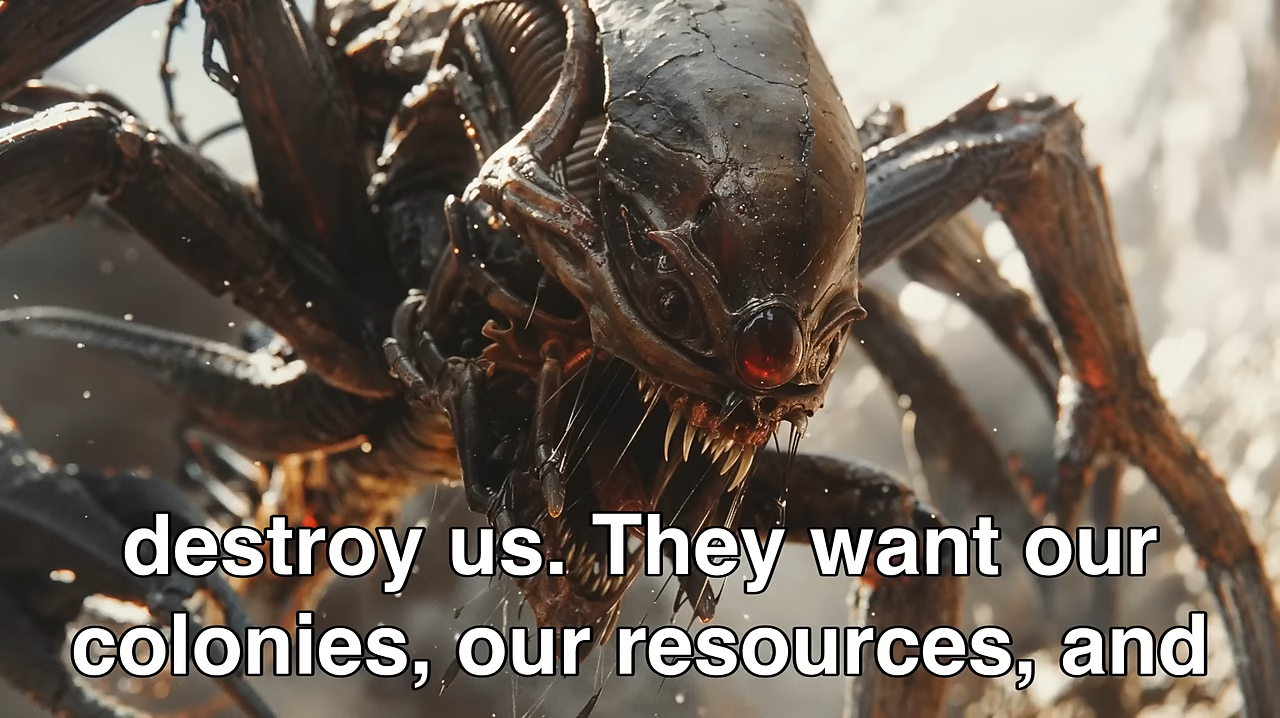 destroy us. They want our
colonies, our resources, and